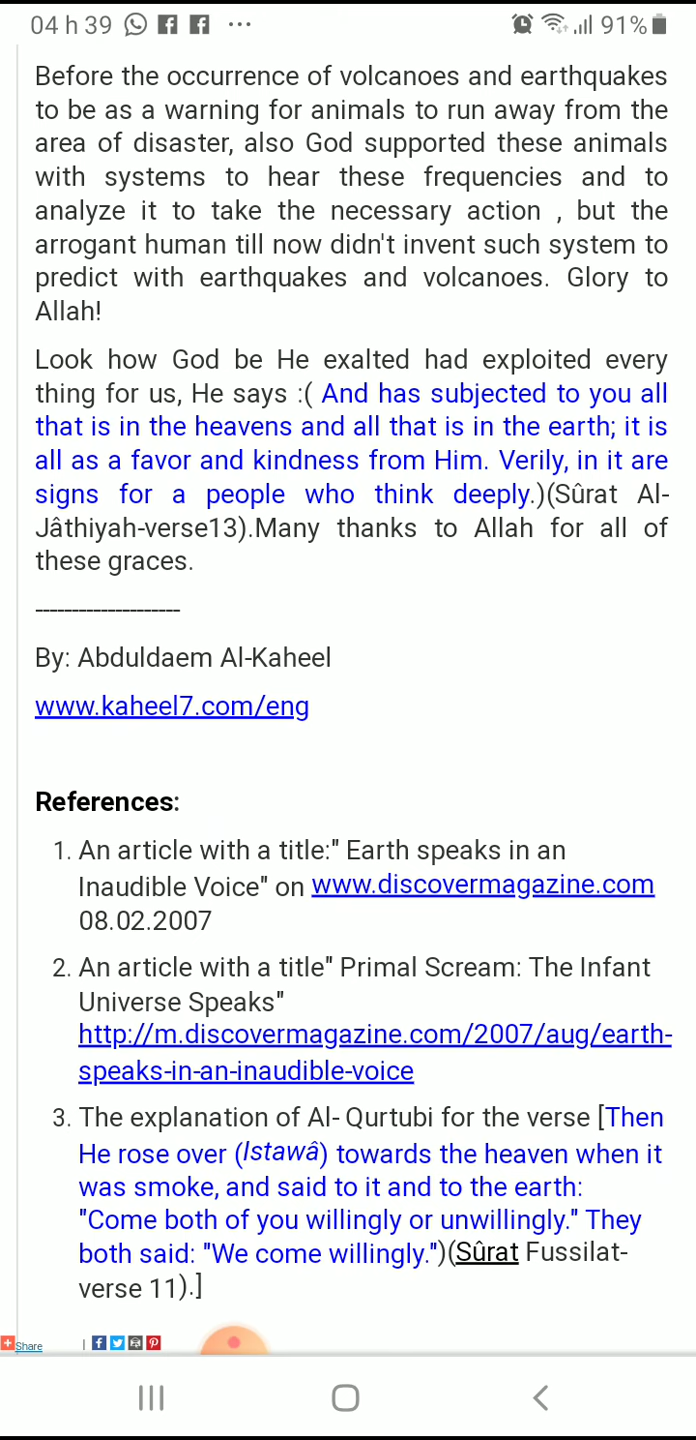 04 h 39 ... 91%
Before the occurrence of volcanoes and earthquakes
to be as a warning for animals to run away from the
area of disaster, also God supported these animals
with systems to hear these frequencies and to
analyze it to take the necessary action , but the
arrogant human till now didn't invent such system to
predict with earthquakes and volcanoes. Glory to
Allah!
Look how God be He exalted had exploited every
thing for us, He says :( And has subjected to you all
that is in the heavens and all that is in the earth; it is
all as a favor and kindness from Him. Verily, in it are
signs for a people who think deeply.)(Sûrat Al-
Jâthiyah-verse13).Many thanks to Allah for all of
these graces.
--------------------
By: Abduldaem Al-Kaheel
www.kaheel7.com/eng
References:
1. An article with a title:" Earth speaks in an
Inaudible Voice" on www.discovermagazine.com
08.02.2007
2. An article with a title" Primal Scream: The Infant
Universe Speaks"
http://m.discovermagazine.com/2007/aug/earth-
speaks-in-an-inaudible-voice
3. The explanation of Al- Qurtubi for the verse [Then
He rose over (Istawâ) towards the heaven when it
was smoke, and said to it and to the earth:
"Come both of you willingly or unwillingly." They
both said: "We come willingly.")(Sûrat Fussilat-
verse 11).]
Share |